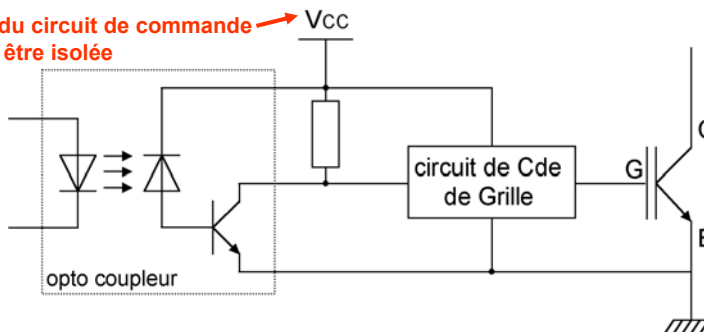 du circuit de commande
être isolée
Vcc
circuit de Cde
de Grille
G
opto coupleur